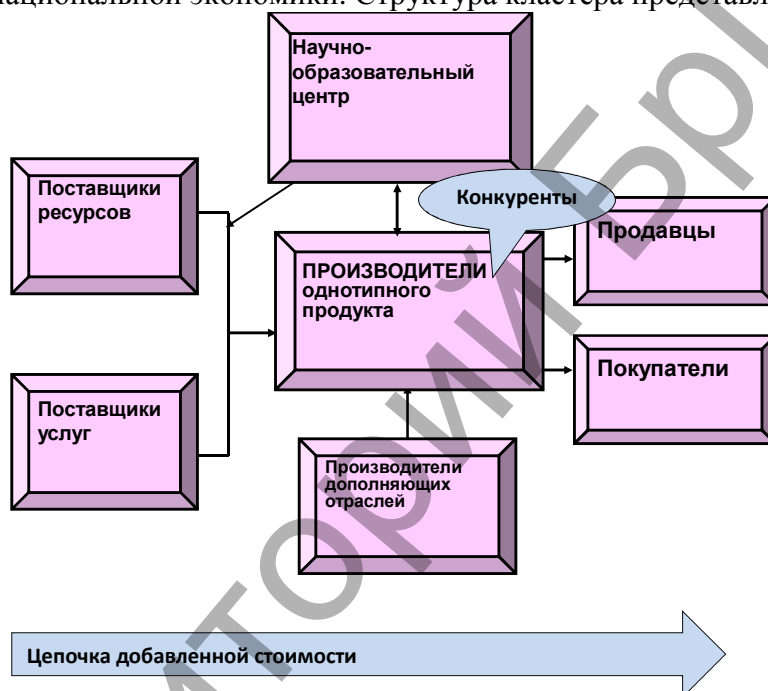 национальной экономики. Структура кластера представл
Научно-
образовательный
центр
Поставщики
ресурсов
Конкуренты
Продавцы
ПРОИЗВОДИТЕЛИ
однотипного
продукта
Покупатели
Поставщики
услуг
Производители
дополняющих
отраслей
Цепочка добавленной стоимости